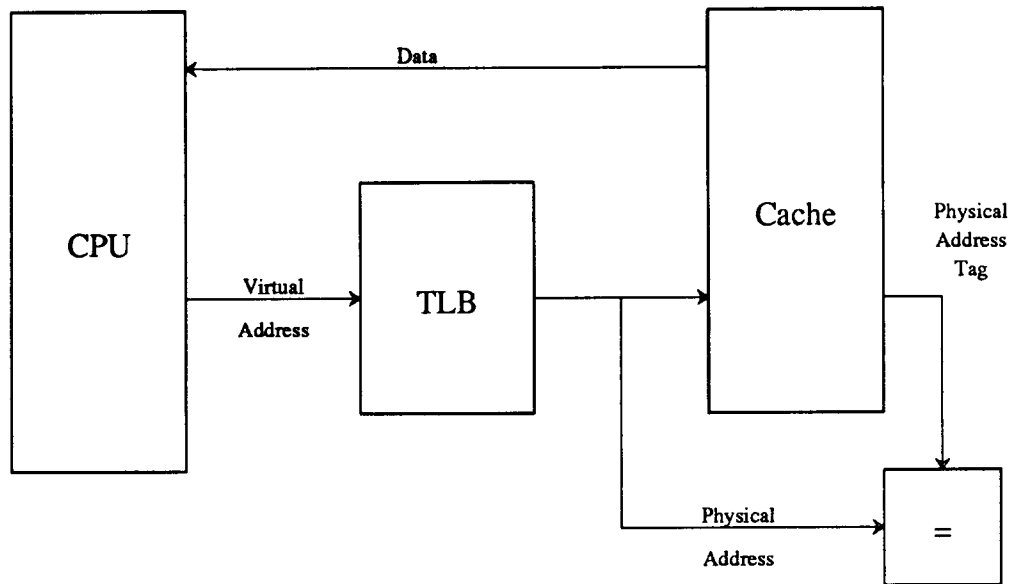 Data
CPU
Virtual
Address
TLB
Cache
Physical
Address
Tag
Physical
Address
=